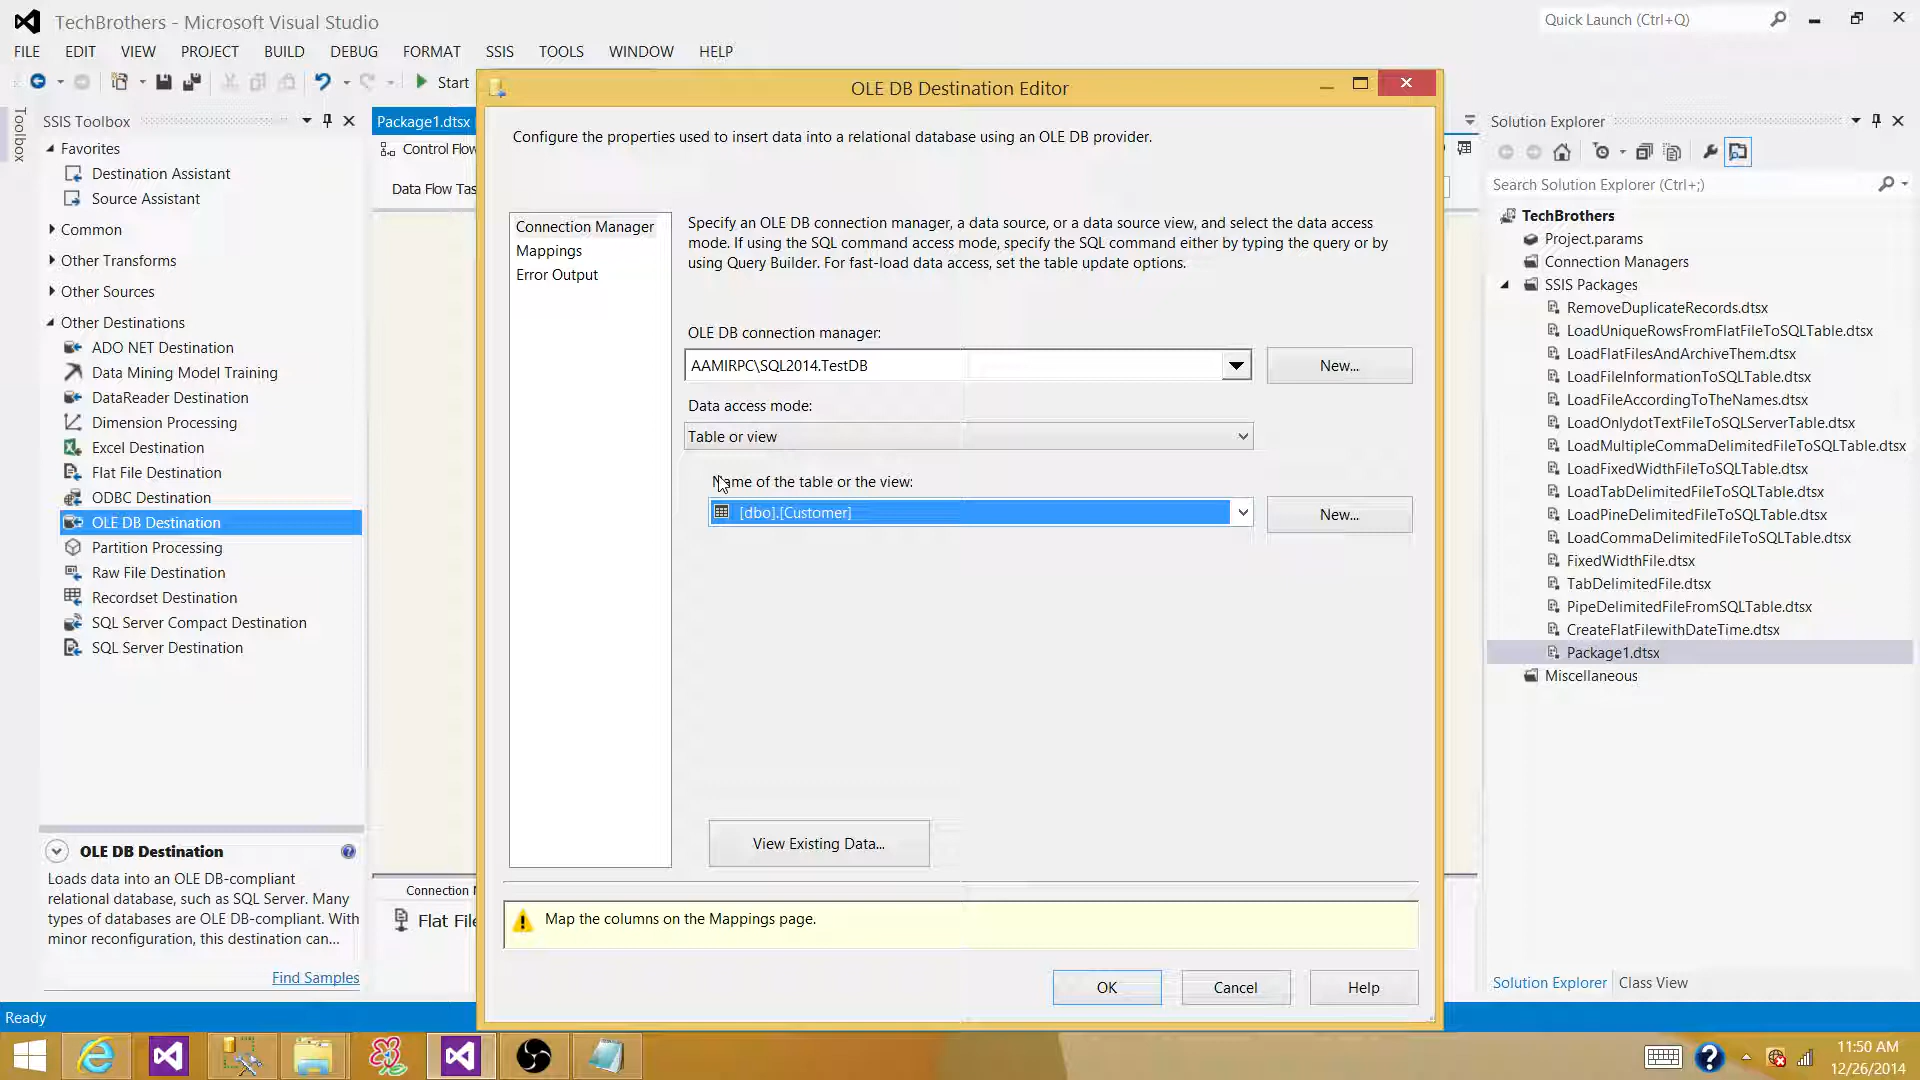 TechBrothers - Microsoft Visual Studio
Quick Launch (Ctrl+Q)
FILE EDIT VIEW PROJECT BUILD DEBUG FORMAT SSIS TOOLS WINDOW HELP
Start
Toolbox
SSIS Toolbox
Favorites
Destination Assistant
Source Assistant
Common
Other Transforms
Other Sources
Other Destinations
ADO NET Destination
Data Mining Model Training
DataReader Destination
Dimension Processing
Excel Destination
Flat File Destination
ODBC Destination
OLE DB Destination
Partition Processing
Raw File Destination
Recordset Destination
SQL Server Compact Destination
SQL Server Destination
OLE DB Destination
Loads data into an OLE DB-compliant
relational database, such as SQL Server. Many
types of databases are OLE DB-compliant. With
minor reconfiguration, this destination can...
Find Samples
Package1.dtsx
Control Flow
Data Flow Tas
Connection
Flat File
OLE DB Destination Editor
Configure the properties used to insert data into a relational database using an OLE DB provider.
Connection Manager
Mappings
Error Output
Specify an OLE DB connection manager, a data source, or a data source view, and select the data access
mode. If using the SQL command access mode, specify the SQL command either by typing the query or by
using Query Builder. For fast-load data access, set the table update options.
OLE DB connection manager:
AAMIRPC\SQL2014.TestDB
New...
Data access mode:
Table or view
Name of the table or the view:
[dbo].[Customer]
New...
View Existing Data...
Map the columns on the Mappings page.
OK Cancel Help
Solution Explorer
Search Solution Explorer (Ctrl+;)
TechBrothers
Project.params
Connection Managers
SSIS Packages
RemoveDuplicateRecords.dtsx
LoadUniqueRowsFromFlatFileToSQLTable.dtsx
LoadFlatFilesAndArchiveThem.dtsx
LoadFileInformationToSQLTable.dtsx
LoadFileAccordingToTheNames.dtsx
LoadOnlydotTextFileToSQLServerTable.dtsx
LoadMultipleCommaDelimitedFileToSQLTable.dtsx
LoadFixedWidthFileToSQLTable.dtsx
LoadTabDelimitedFileToSQLTable.dtsx
LoadPineDelimitedFileToSQLTable.dtsx
LoadCommaDelimitedFileToSQLTable.dtsx
FixedWidthFile.dtsx
TabDelimitedFile.dtsx
PipeDelimitedFileFromSQLTable.dtsx
CreateFlatFilewithDateTime.dtsx
Package1.dtsx
Miscellaneous
Solution Explorer Class View
Ready
11:50 AM
12/26/2014